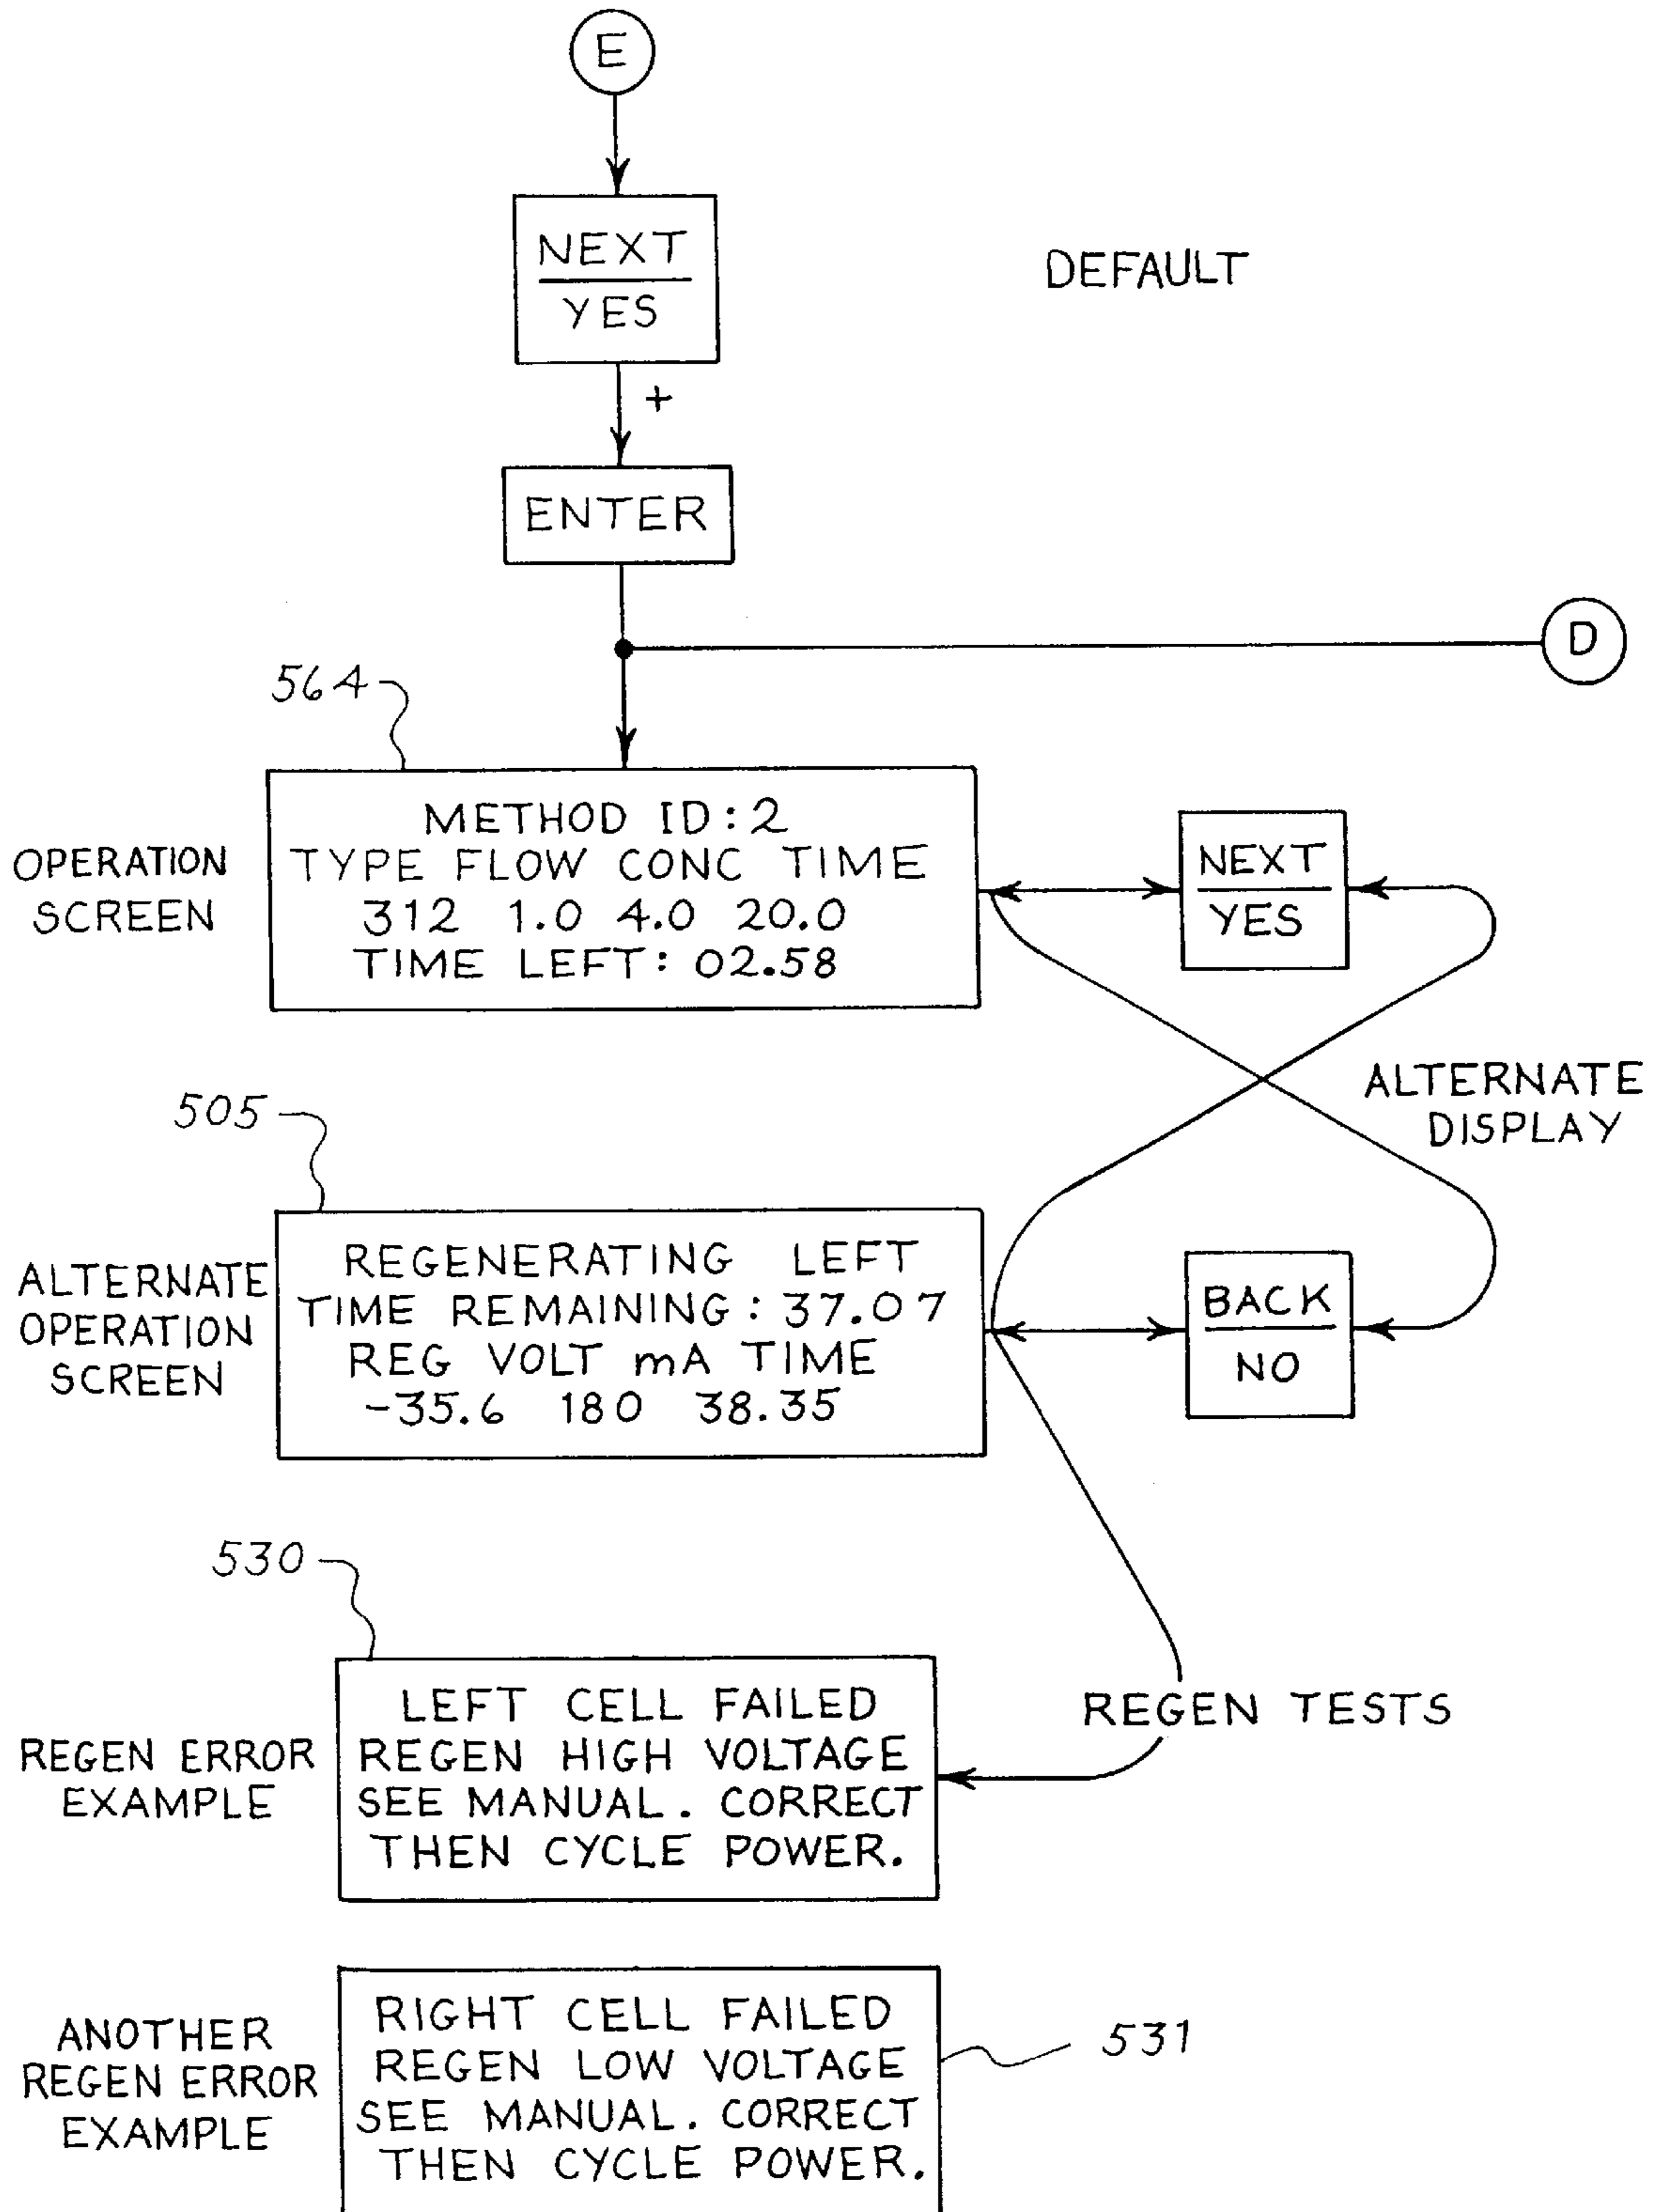 E
NEXT
YES
DEFAULT
+
ENTER
D
564
OPERATION
SCREEN
METHOD ID:2
TYPE FLOW CONC TIME
312 1.0 4.0 20.0
TIME LEFT: 02.58
NEXT
YES
ALTERNATE
DISPLAY
505
ALTERNATE
OPERATION
SCREEN
REGENERATING LEFT
TIME REMAINING: 37.07
REG VOLT mA TIME
-35.6 180 38.35
BACK
NO
530
REGEN ERROR
EXAMPLE
LEFT CELL FAILED
REGEN HIGH VOLTAGE
SEE MANUAL. CORRECT
THEN CYCLE POWER.
REGEN TESTS
ANOTHER
REGEN ERROR
EXAMPLE
RIGHT CELL FAILED
REGEN LOW VOLTAGE
SEE MANUAL. CORRECT
THEN CYCLE POWER.
531